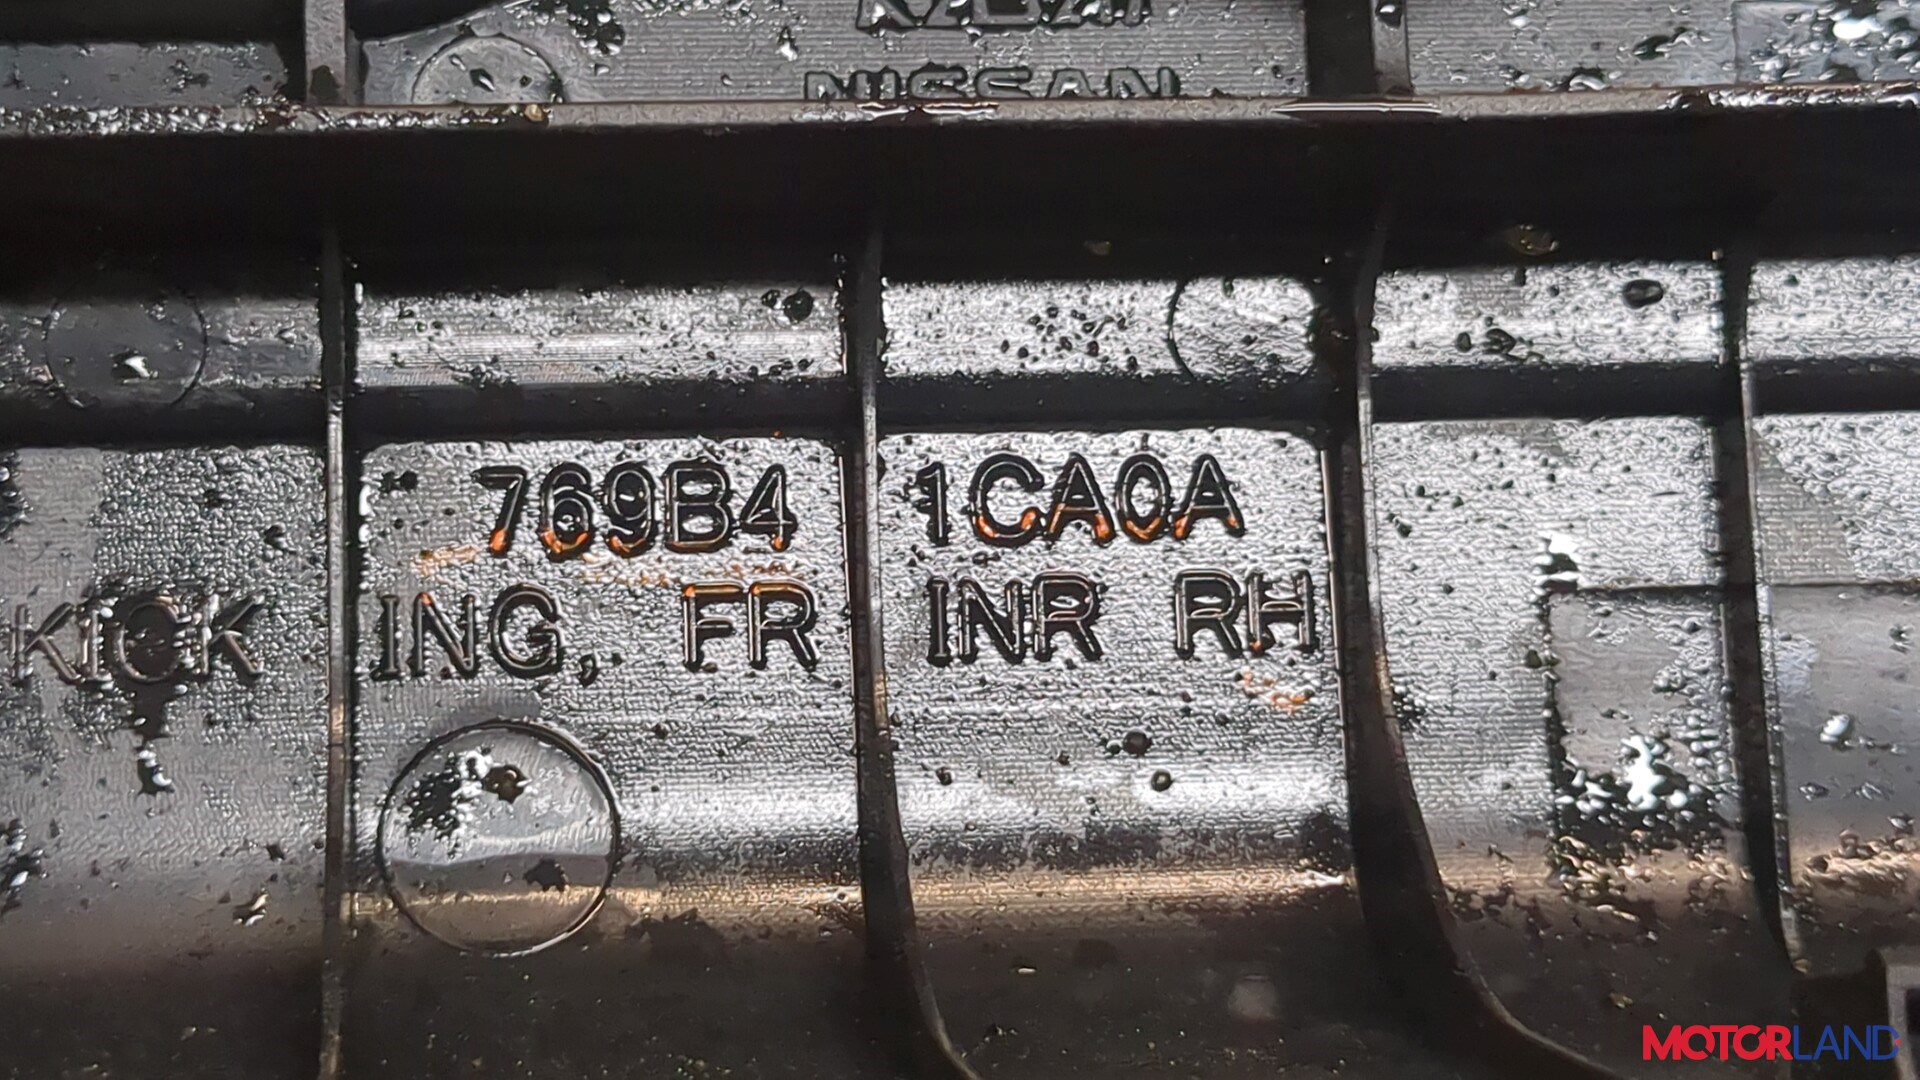 NISSAN
769B4 1CA0A
KICK ING, FR INR RH
MOTORLAND